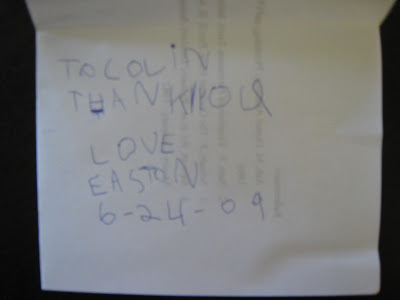 TO COLIN
THANKYOU
LOVE
EASTON
6-24-09